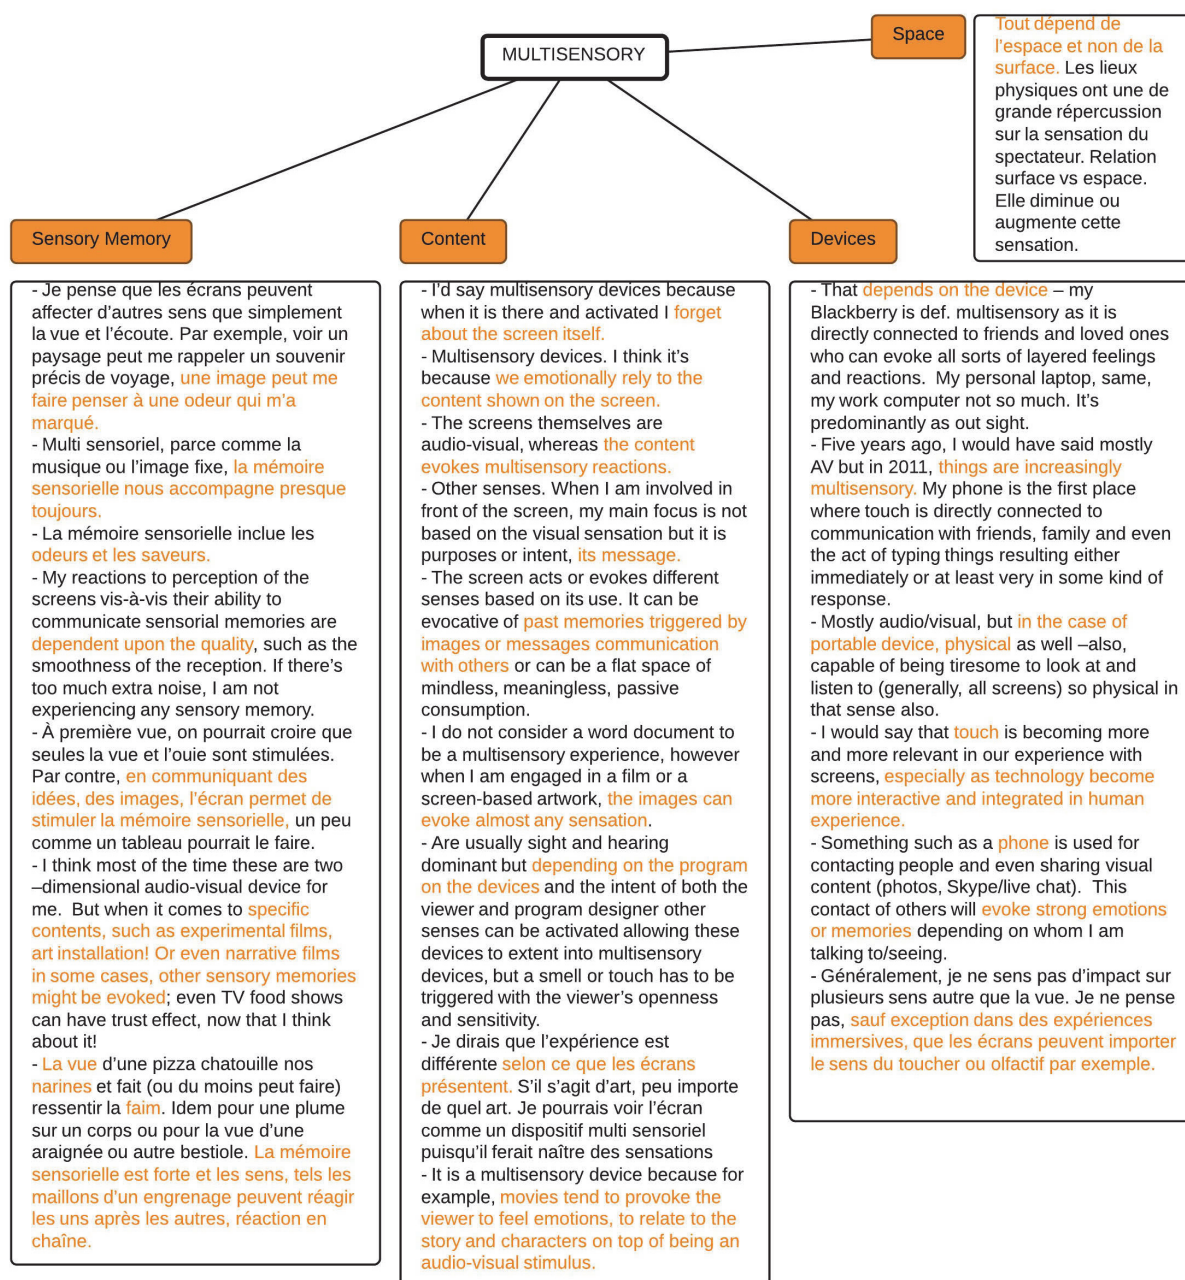 MULTISENSORY
Space
Tout dépend de
l’espace et non de la
surface. Les lieux
physiques ont une de
grande répercussion
sur la sensation du
spectateur. Relation
surface vs espace.
Elle diminue ou
augmente cette
sensation.
Sensory Memory
- Je pense que les écrans peuvent
affecter d’autres sens que simplement
la vue et l’écoute. Par exemple, voir un
paysage peut me rappeler un souvenir
précis de voyage, une image peut me
faire penser à une odeur qui m’a
marqué.
- Multi sensoriel, parce comme la
musique ou l’image fixe, la mémoire
sensorielle nous accompagne presque
toujours.
- La mémoire sensorielle inclue les
odeurs et les saveurs.
- My reactions to perception of the
screens vis-à-vis their ability to
communicate sensorial memories are
dependent upon the quality, such as the
smoothness of the reception. If there’s
too much extra noise, I am not
experiencing any sensory memory.
- À première vue, on pourrait croire que
seules la vue et l’ouie sont stimulées.
Par contre, en communiquant des
idées, des images, l’écran permet de
stimuler la mémoire sensorielle, un peu
comme un tableau pourrait le faire.
- I think most of the time these are two
–dimensional audio-visual device for
me.  But when it comes to specific
contents, such as experimental films,
art installation! Or even narrative films
in some cases, other sensory memories
might be evoked; even TV food shows
can have trust effect, now that I think
about it!
- La vue d’une pizza chatouille nos
narines et fait (ou du moins peut faire)
ressentir la faim. Idem pour une plume
sur un corps ou pour la vue d’une
araignée ou autre bestiole. La mémoire
sensorielle est forte et les sens, tels les
maillons d’un engrenage peuvent réagir
les uns après les autres, réaction en
chaîne.
Content
- I’d say multisensory devices because
when it is there and activated I forget
about the screen itself.
- Multisensory devices. I think it’s
because we emotionally rely to the
content shown on the screen.
- The screens themselves are
audio-visual, whereas the content
evokes multisensory reactions.
- Other senses. When I am involved in
front of the screen, my main focus is not
based on the visual sensation but it is
purposes or intent, its message.
- The screen acts or evokes different
senses based on its use. It can be
evocative of past memories triggered by
images or messages communication
with others or can be a flat space of
mindless, meaningless, passive
consumption.
- I do not consider a word document to
be a multisensory experience, however
when I am engaged in a film or a
screen-based artwork, the images can
evoke almost any sensation.
- Are usually sight and hearing
dominant but depending on the program
on the devices and the intent of both the
viewer and program designer other
senses can be activated allowing these
devices to extent into multisensory
devices, but a smell or touch has to be
triggered with the viewer’s openness
and sensitivity.
- Je dirais que l’expérience est
différente selon ce que les écrans
présentent. S’il s’agit d’art, peu importe
de quel art. Je pourrais voir l’écran
comme un dispositif multi sensoriel
puisqu’il ferait naître des sensations
- It is a multisensory device because for
example, movies tend to provoke the
viewer to feel emotions, to relate to the
story and characters on top of being an
audio-visual stimulus.
Devices
- That depends on the device – my
Blackberry is def. multisensory as it is
directly connected to friends and loved ones
who can evoke all sorts of layered feelings
and reactions.  My personal laptop, same,
my work computer not so much. It’s
predominantly as out sight.
- Five years ago, I would have said mostly
AV but in 2011, things are increasingly
multisensory. My phone is the first place
where touch is directly connected to
communication with friends, family and even
the act of typing things resulting either
immediately or at least very in some kind of
response.
- Mostly audio/visual, but in the case of
portable device, physical as well –also,
capable of being tiresome to look at and
listen to (generally, all screens) so physical in
that sense also.
- I would say that touch is becoming more
and more relevant in our experience with
screens, especially as technology become
more interactive and integrated in human
experience.
- Something such as a phone is used for
contacting people and even sharing visual
content (photos, Skype/live chat).  This
contact of others will evoke strong emotions
or memories depending on whom I am
talking to/seeing.
- Généralement, je ne sens pas d’impact sur
plusieurs sens autre que la vue. Je ne pense
pas, sauf exception dans des expériences
immersives, que les écrans peuvent importer
le sens du toucher ou olfactif par exemple.